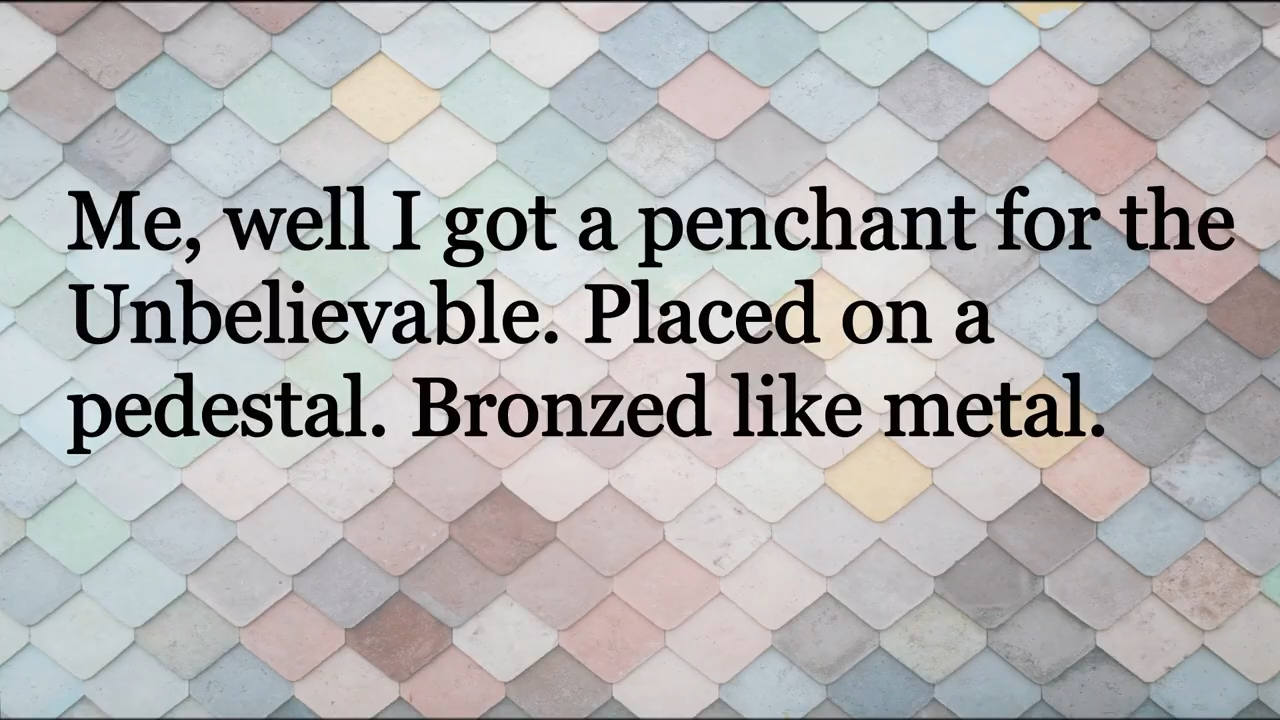 Me, well I got a penchant for the
Unbelievable. Placed on a
pedestal. Bronzed like metal.